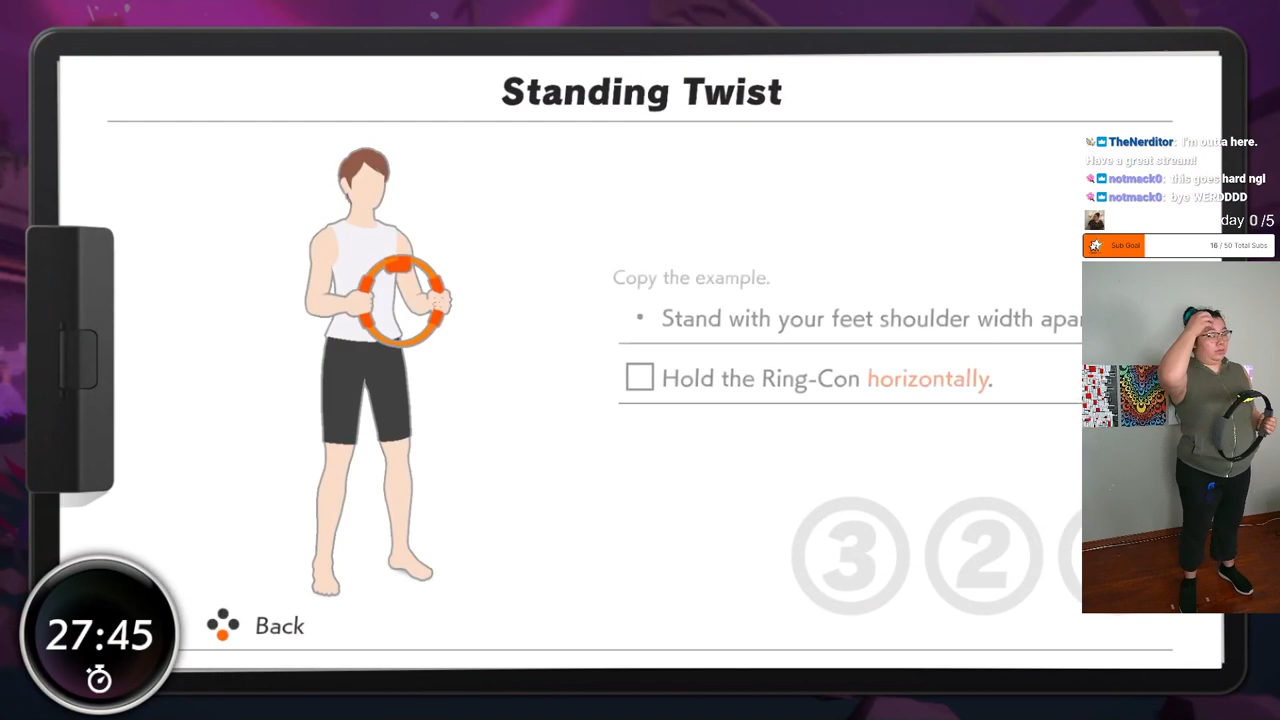 Standing Twist
TheNerditor: I'm outta here.
Have a great stream!
notmack0: this goes hard ngl
notmack0: bye WERDDDD
day 0 /5
Sub Goal 16 / 50 Total Subs
Copy the example.
• Stand with your feet shoulder width apar
Hold the Ring-Con horizontally.
3 2
27:45
Back